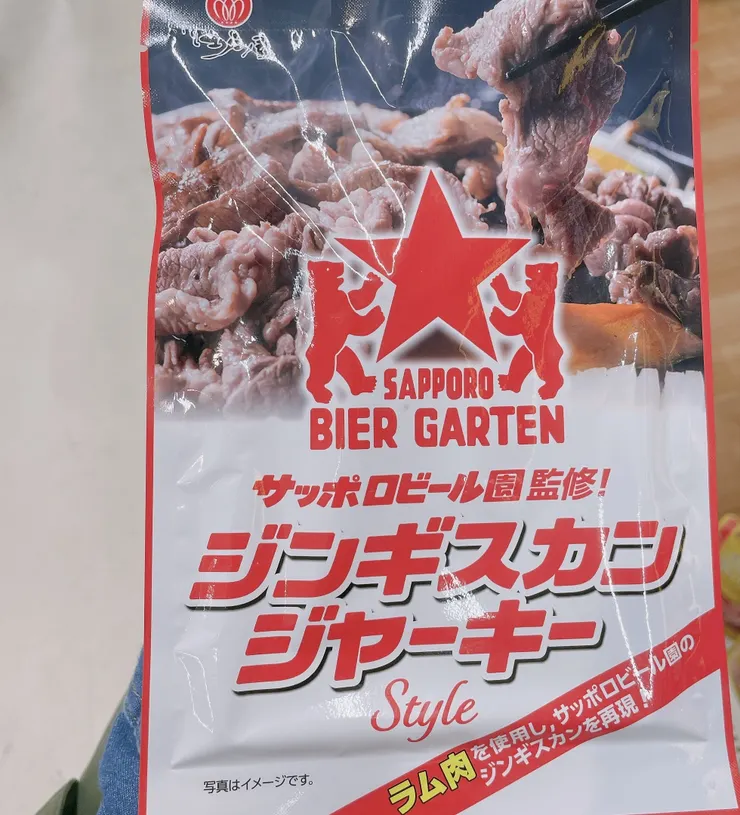 SAPPORO
BIER GARTEN
サッポロビール園監修!
ジンギスカン
ジャーキー
Style
ラム肉を使用し、サッポロビール園の
ジンギスカンを再現!
写真はイメージです。